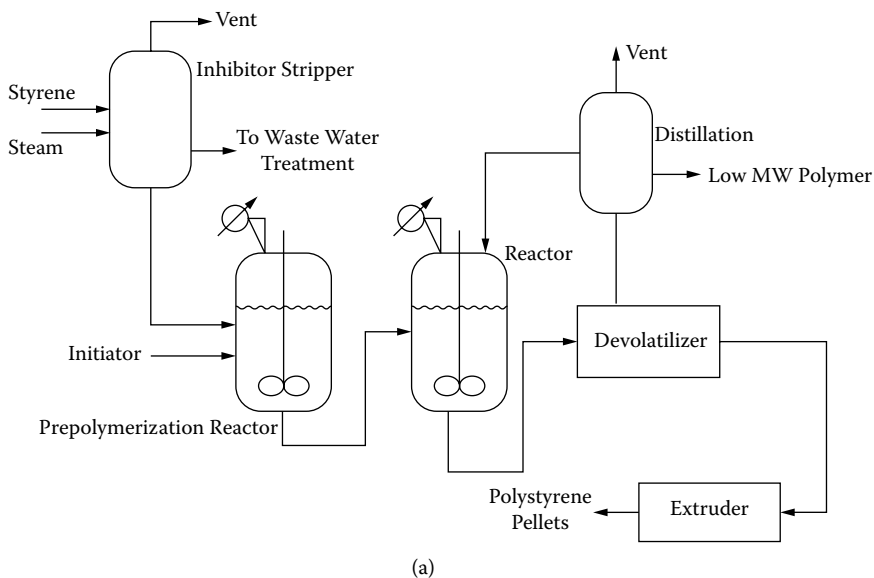 Vent
Inhibitor Stripper
Styrene
Steam
To Waste Water
Treatment
Vent
Distillation
Low MW Polymer
Reactor
Initiator
Devolatilizer
Prepolymerization Reactor
Polystyrene
Pellets
Extruder
(a)